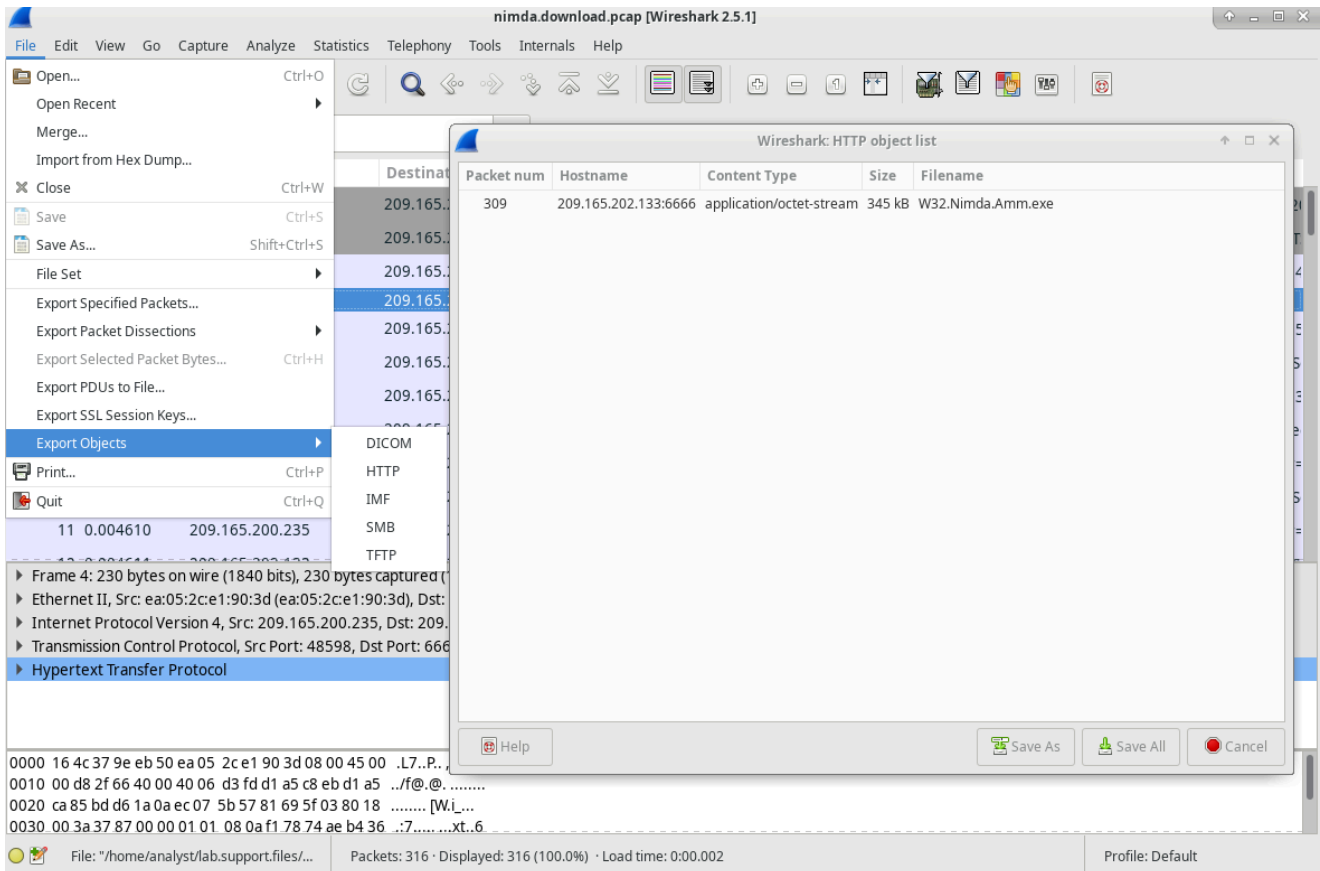 nimda.download.pcap [Wireshark 2.5.1]
File Edit View Go Capture Analyze Statistics Telephony Tools Internals Help
Open... Ctrl+O
Open Recent
Merge...
Import from Hex Dump...
Close Ctrl+W
Save Ctrl+S
Save As... Shift+Ctrl+S
File Set
Export Specified Packets...
Export Packet Dissections
Export Selected Packet Bytes... Ctrl+H
Export PDUs to File...
Export SSL Session Keys...
Export Objects
Print... Ctrl+P
Quit Ctrl+Q
DICOM
HTTP
IMF
SMB
TFTP
Destinat
209.165.
209.165.
209.165.
209.165.
209.165.
209.165.
209.165.
11 0.004610 209.165.200.235
Wireshark: HTTP object list
Packet num Hostname Content Type Size Filename
309 209.165.202.133:6666 application/octet-stream 345 kB W32.Nimda.Amm.exe
Help Save As Save All Cancel
Frame 4: 230 bytes on wire (1840 bits), 230 bytes captured (
Ethernet II, Src: ea:05:2c:e1:90:3d (ea:05:2c:e1:90:3d), Dst:
Internet Protocol Version 4, Src: 209.165.200.235, Dst: 209.
Transmission Control Protocol, Src Port: 48598, Dst Port: 666
Hypertext Transfer Protocol
0000 16 4c 37 9e eb 50 ea 05 2c e1 90 3d 08 00 45 00 .L7..P.. ,
0010 00 d8 2f 66 40 00 40 06 d3 fd d1 a5 c8 eb d1 a5 ../f@.@. ........
0020 ca 85 bd d6 1a 0a ec 07 5b 57 81 69 5f 03 80 18 ........ [W.i_...
0030 00 3a 37 87 00 00 01 01 08 0a f1 78 74 ae b4 36 .:7..... ...xt..6
File: "/home/analyst/lab.support.files/... Packets: 316 · Displayed: 316 (100.0%) · Load time: 0:00.002 Profile: Default